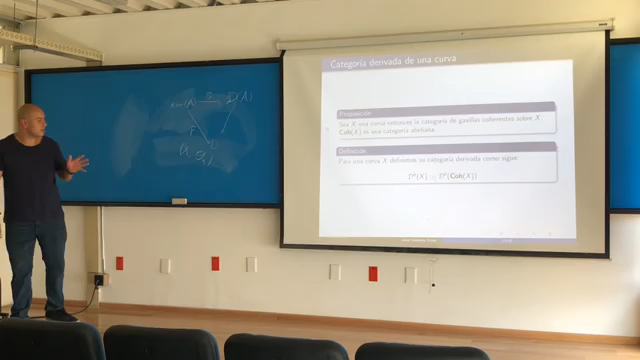 Categoría derivada de una curva
Proposición
Sea X una curva entonces la categoría de gavillas coherentes sobre X
Coh(X) es una categoría abeliana.
Definición
Para una curva X definimos su categoría derivada como sigue
D^b(X) := D^b(Coh(X))
D(A)
F